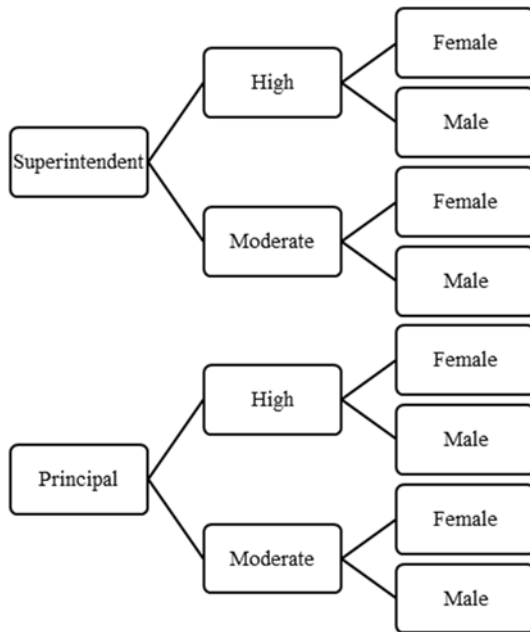 Superintendent
High
Female
Male
Moderate
Female
Male
Principal
High
Female
Male
Moderate
Female
Male